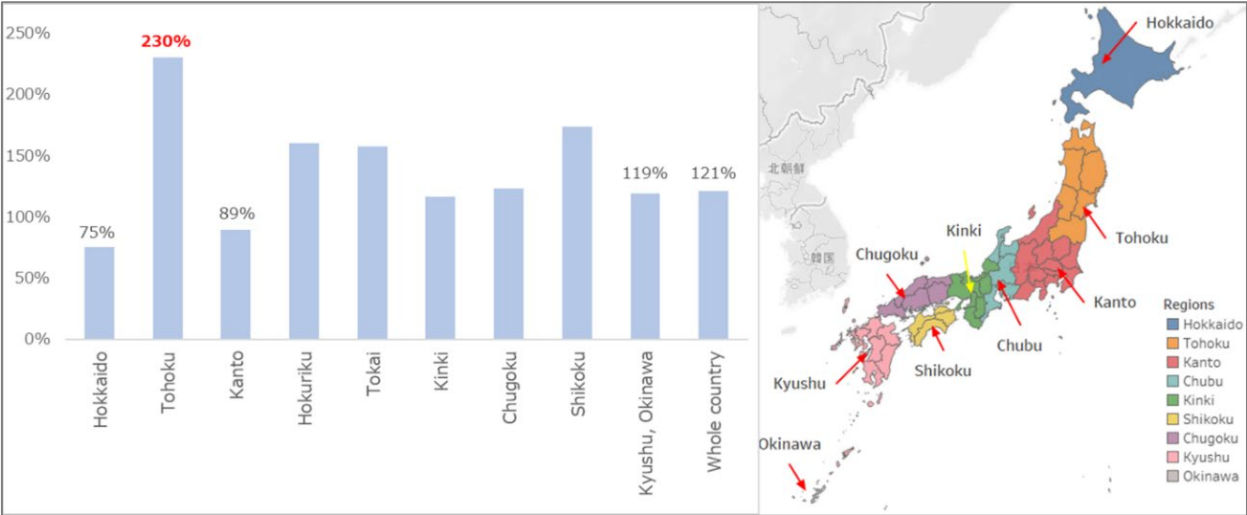 250%
200%
150%
100%
50%
0%
75%
230%
89%
119%
121%
Hokkaido
Tohoku
Kanto
Hokuriku
Tokai
Kinki
Chugoku
Shikoku
Kyushu, Okinawa
Whole country
Hokkaido
北朝鮮
韓国
Kinki
Tohoku
Chugoku
Kanto
Chubu
Shikoku
Kyushu
Okinawa
Regions
Hokkaido
Tohoku
Kanto
Chubu
Kinki
Shikoku
Chugoku
Kyushu
Okinawa